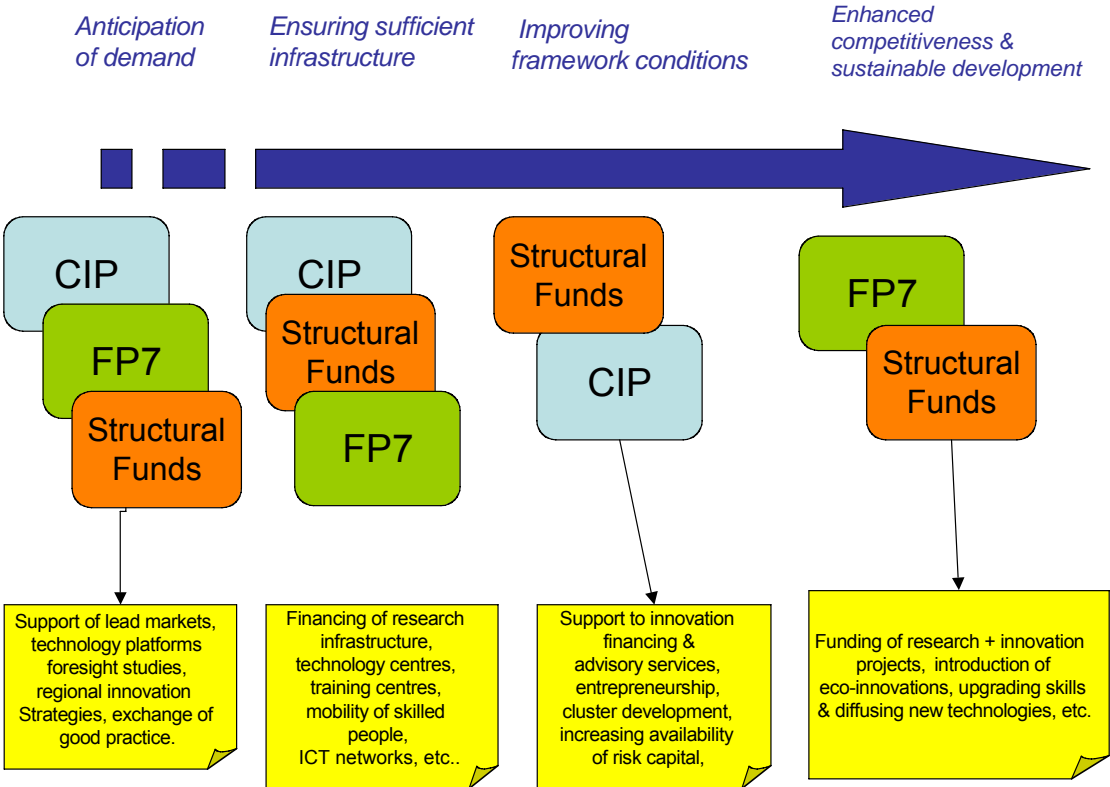 Anticipation
of demand
Ensuring sufficient
infrastructure
Improving
framework conditions
Enhanced
competitiveness &
sustainable development
CIP
FP7
Structural
Funds
CIP
Structural
Funds
FP7
Structural
Funds
CIP
FP7
Structural
Funds
Support of lead markets,
technology platforms
foresight studies,
regional innovation
Strategies, exchange of
good practice.
Financing of research
infrastructure,
technology centres,
training centres,
mobility of skilled
people,
ICT networks, etc..
Support to innovation
financing &
advisory services,
entrepreneurship,
cluster development,
increasing availability
of risk capital,
Funding of research + innovation
projects, introduction of
eco-innovations, upgrading skills
& diffusing new technologies, etc.